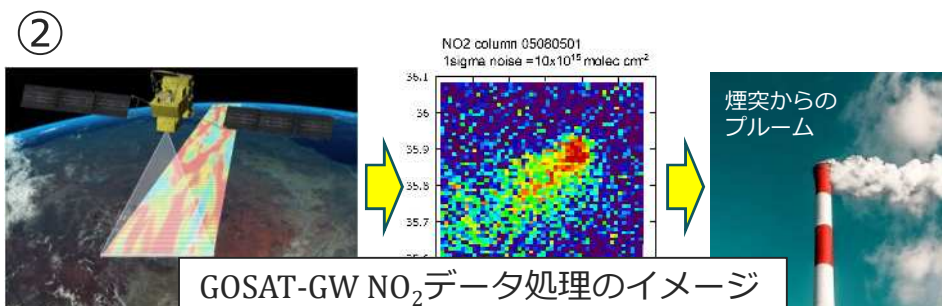 ②
NO2 column 05080501
1sigma noise =10x10¹⁵ molec cm⁻²
36.1
36
35.9
35.8
35.7
煙突からの
プルーム
GOSAT-GW NO₂データ処理のイメージ